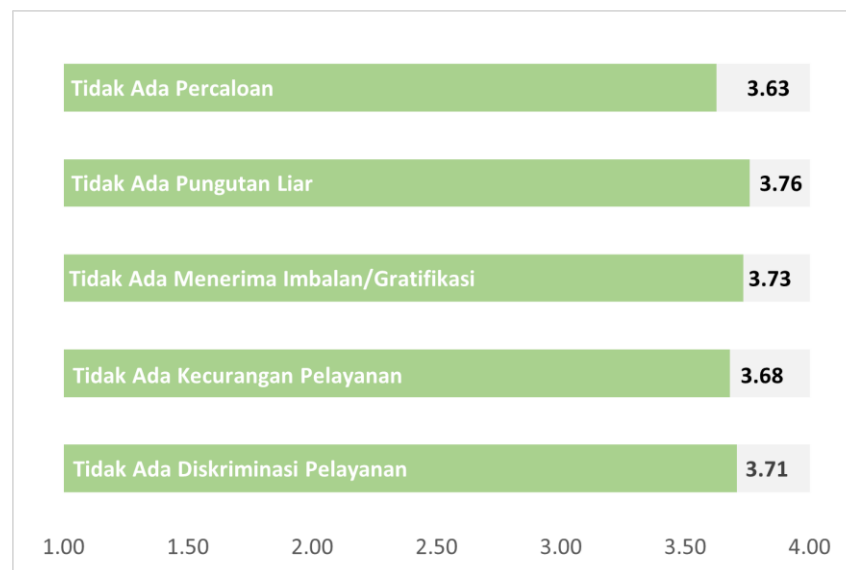 Tidak Ada Percaloan 3.63
Tidak Ada Pungutan Liar 3.76
Tidak Ada Menerima Imbalan/Gratifikasi 3.73
Tidak Ada Kecurangan Pelayanan 3.68
Tidak Ada Diskriminasi Pelayanan 3.71
1.00 1.50 2.00 2.50 3.00 3.50 4.00